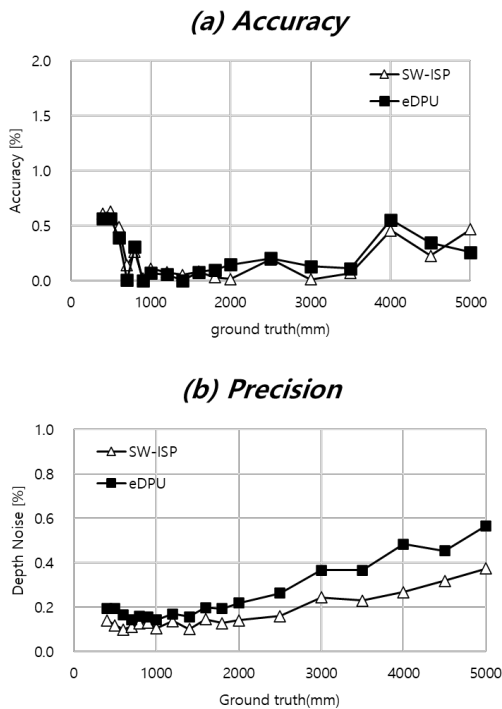 (a) Accuracy
2.0
1.5
1.0
0.5
0.0
Accuracy [%]
SW-ISP
eDPU
0 1000 2000 3000 4000 5000
ground truth(mm)
(b) Precision
1.0
0.8
0.6
0.4
0.2
0.0
Depth Noise [%]
SW-ISP
eDPU
0 1000 2000 3000 4000 5000
Ground truth(mm)